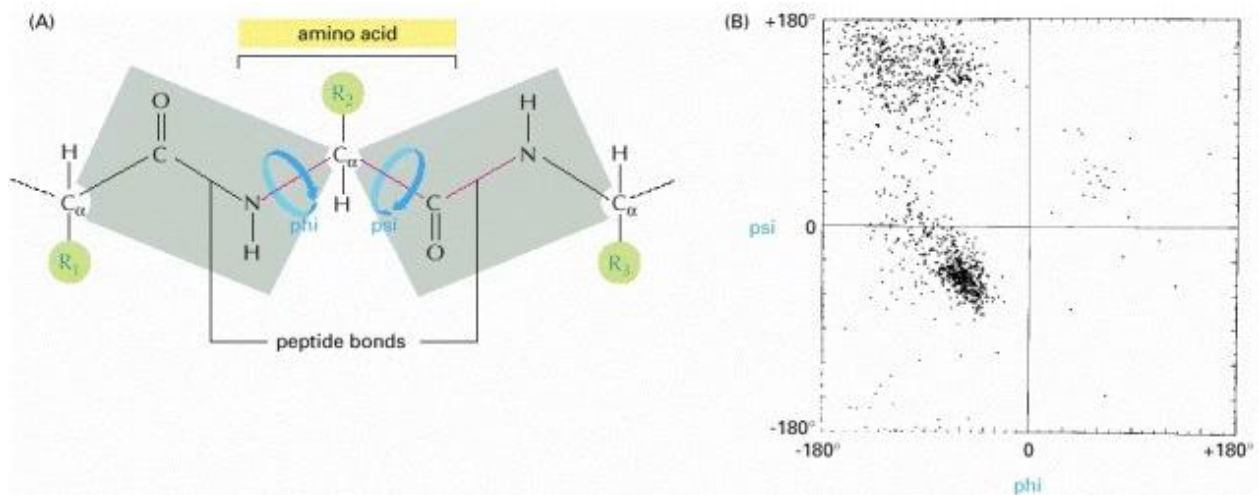 (A)
amino acid
R2
O
H
H
C
N
Cα
H
Cα
N
C
Cα
H
phi
psi
H
O
R1
R3
peptide bonds
(B)
+180°
psi
0
-180°
-180°
0
+180°
phi